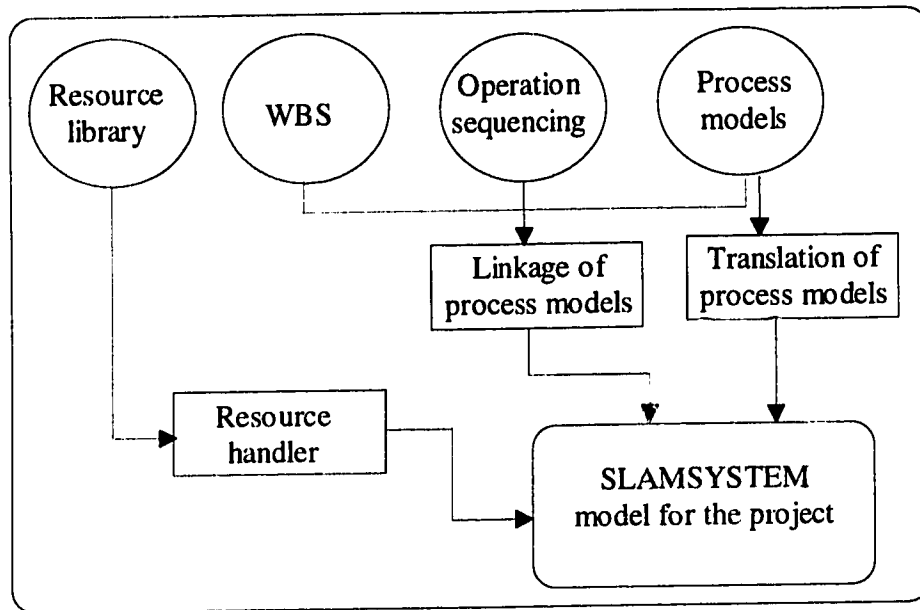 Resource
library
WBS
Operation
sequencing
Process
models
Linkage of
process models
Translation of
process models
Resource
handler
SLAMSYSTEM
model for the project